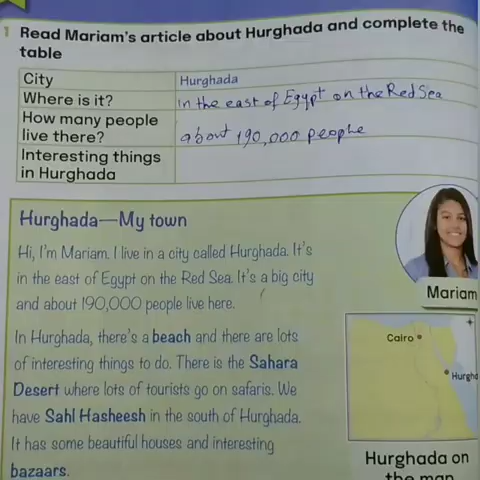 1 Read Mariam's article about Hurghada and complete the
table
City Hurghada
Where is it? in the east of Egypt on the Red Sea
How many people
live there? about 190,000 people
Interesting things
in Hurghada
Hurghada—My town
Hi, I'm Mariam. I live in a city called Hurghada. It's
in the east of Egypt on the Red Sea. It's a big city
and about 190,000 people live here.
Mariam
In Hurghada, there's a beach and there are lots
of interesting things to do. There is the Sahara
Desert where lots of tourists go on safaris. We
have Sahl Hasheesh in the south of Hurghada.
It has some beautiful houses and interesting
bazaars.
Cairo
Hurgha
Hurghada on
the map